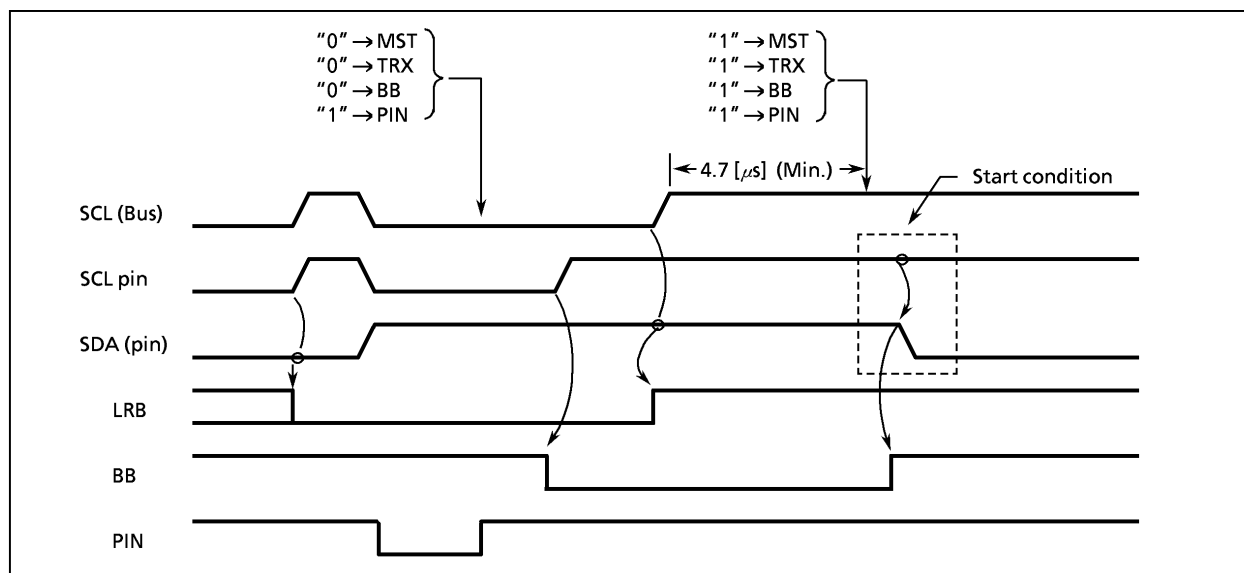 “0” → MST
“0” → TRX
“0” → BB
“1” → PIN
“1” → MST
“1” → TRX
“1” → BB
“1” → PIN
4.7 [μs] (Min.)
Start condition
SCL (Bus)
SCL pin
SDA (pin)
LRB
BB
PIN